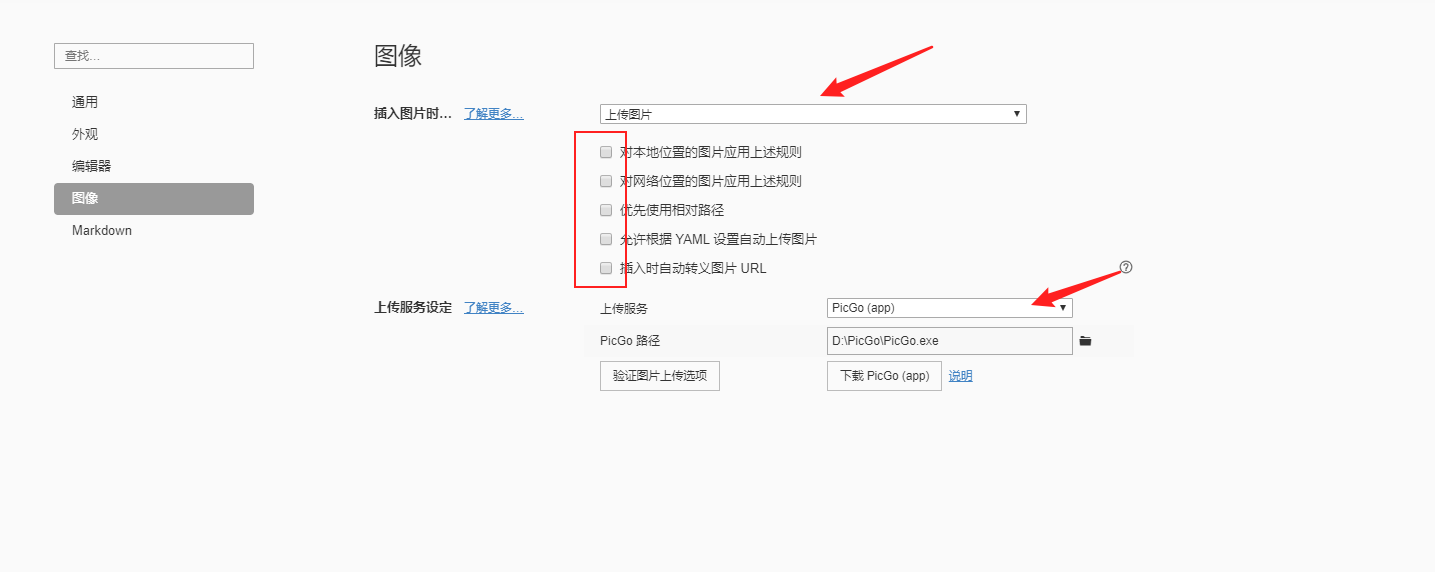 查找...
通用
外观
编辑器
图像
Markdown
图像
插入图片时... 了解更多... 上传图片
对本地位置的图片应用上述规则
对网络位置的图片应用上述规则
优先使用相对路径
允许根据 YAML 设置自动上传图片
插入时自动转义图片 URL
上传服务设定 了解更多... 上传服务 PicGo (app)
PicGo 路径 D:\PicGo\PicGo.exe
验证图片上传选项 下载 PicGo (app) 说明